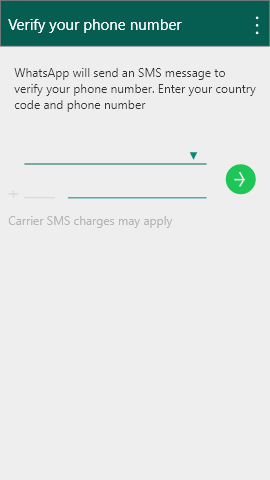 Verify your phone number
WhatsApp will send an SMS message to
verify your phone number. Enter your country
code and phone number
+
Carrier SMS charges may apply